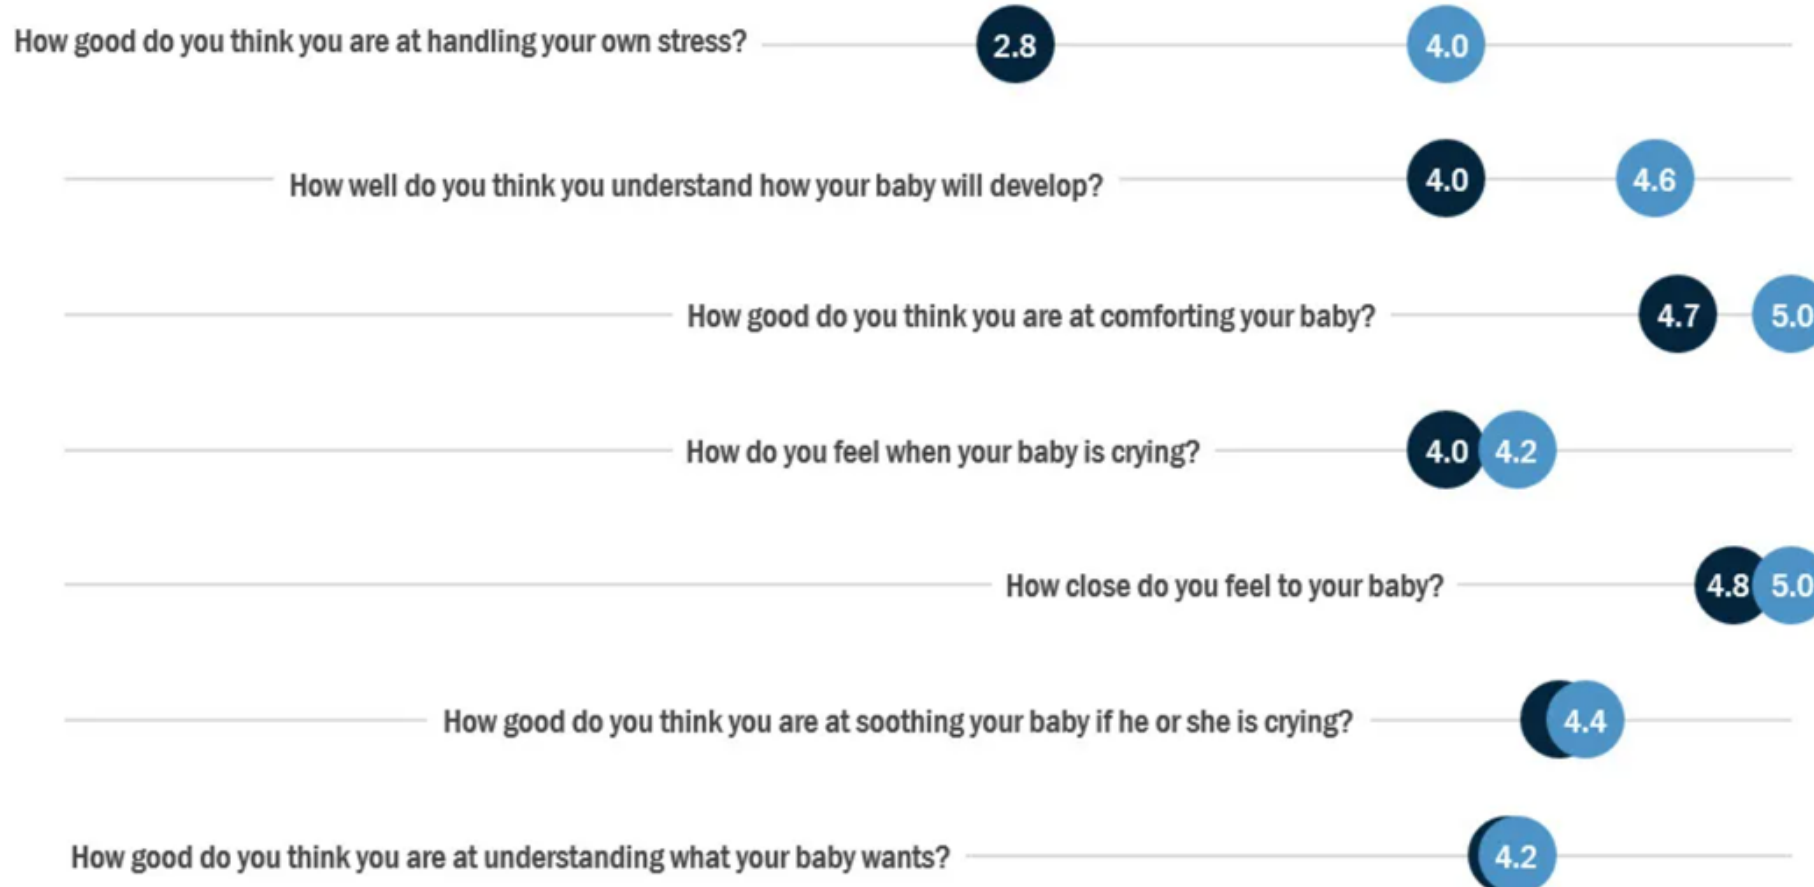 How good do you think you are at handling your own stress? 2.8 4.0
How well do you think you understand how your baby will develop? 4.0 4.6
How good do you think you are at comforting your baby? 4.7 5.0
How do you feel when your baby is crying? 4.0 4.2
How close do you feel to your baby? 4.8 5.0
How good do you think you are at soothing your baby if he or she is crying? 4.4
How good do you think you are at understanding what your baby wants? 4.2